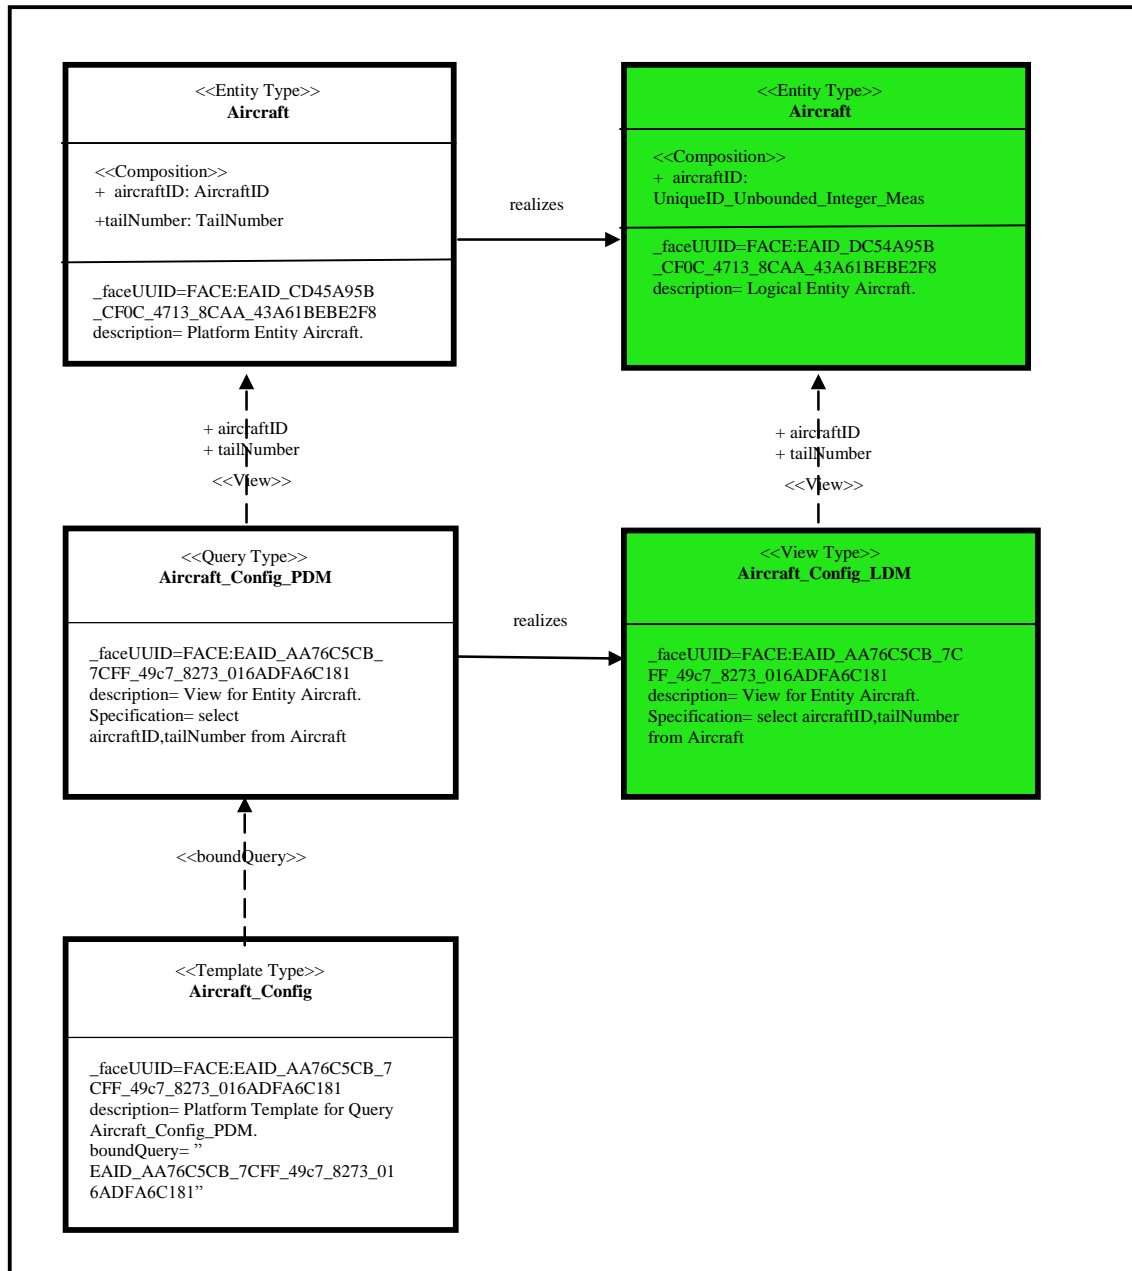 <<Entity Type>>
Aircraft
<<Composition>>
+ aircraftID: AircraftID
+tailNumber: TailNumber
_faceUUID=FACE:EAID_CD45A95B
_CF0C_4713_8CAA_43A61BEBE2F8
description= Platform Entity Aircraft.
realizes
<<Entity Type>>
Aircraft
<<Composition>>
+ aircraftID:
UniqueID_Unbounded_Integer_Meas
_faceUUID=FACE:EAID_DC54A95B
_CF0C_4713_8CAA_43A61BEBE2F8
description= Logical Entity Aircraft.
+ aircraftID
+ tailNumber
<<View>>
+ aircraftID
+ tailNumber
<<View>>
<<Query Type>>
Aircraft_Config_PDM
_faceUUID=FACE:EAID_AA76C5CB_
7CFF_49c7_8273_016ADFA6C181
description= View for Entity Aircraft.
Specification= select
aircraftID,tailNumber from Aircraft
realizes
<<View Type>>
Aircraft_Config_LDM
_faceUUID=FACE:EAID_AA76C5CB_7C
FF_49c7_8273_016ADFA6C181
description= View for Entity Aircraft.
Specification= select aircraftID,tailNumber
from Aircraft
<<boundQuery>>
<<Template Type>>
Aircraft_Config
_faceUUID=FACE:EAID_AA76C5CB_7
CFF_49c7_8273_016ADFA6C181
description= Platform Template for Query
Aircraft_Config_PDM.
boundQuery= ”
EAID_AA76C5CB_7CFF_49c7_8273_01
6ADFA6C181”